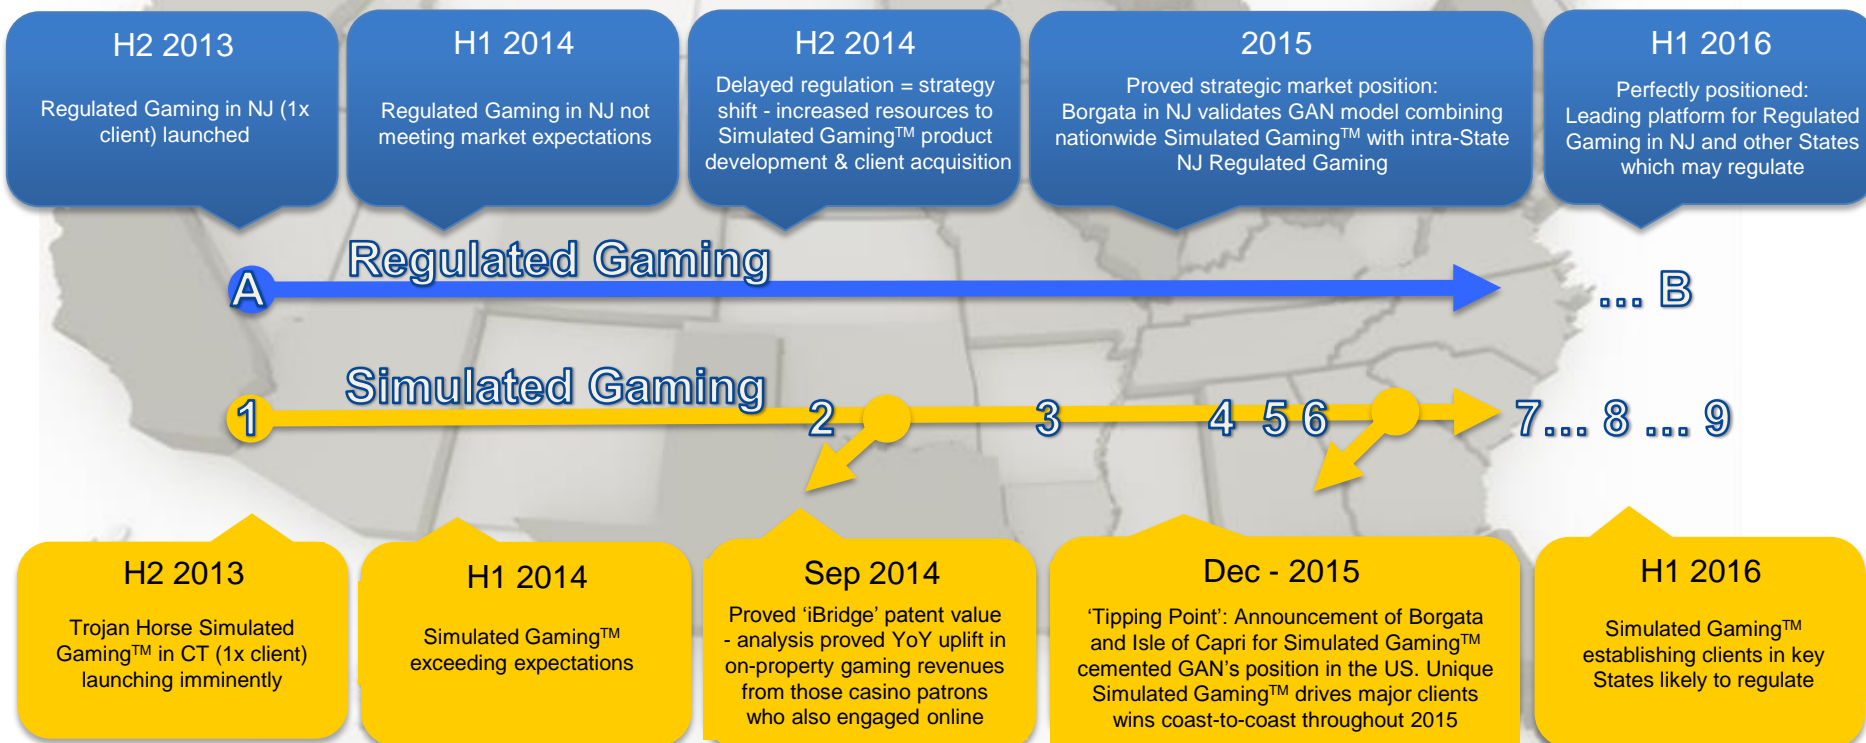 H2 2013
Regulated Gaming in NJ (1x
client) launched
H1 2014
Regulated Gaming in NJ not
meeting market expectations
H2 2014
Delayed regulation = strategy
shift - increased resources to
Simulated Gaming™ product
development & client acquisition
2015
Proved strategic market position:
Borgata in NJ validates GAN model combining
nationwide Simulated Gaming™ with intra-State
NJ Regulated Gaming
H1 2016
Perfectly positioned:
Leading platform for Regulated
Gaming in NJ and other States
which may regulate
Regulated Gaming
A ... B
Simulated Gaming
1 2 3 4 5 6 7... 8 ... 9
H2 2013
Trojan Horse Simulated
Gaming™ in CT (1x client)
launching imminently
H1 2014
Simulated Gaming™
exceeding expectations
Sep 2014
Proved ‘iBridge’ patent value
- analysis proved YoY uplift in
on-property gaming revenues
from those casino patrons
who also engaged online
Dec - 2015
‘Tipping Point’: Announcement of Borgata
and Isle of Capri for Simulated Gaming™
cemented GAN’s position in the US. Unique
Simulated Gaming™ drives major clients
wins coast-to-coast throughout 2015
H1 2016
Simulated Gaming™
establishing clients in key
States likely to regulate